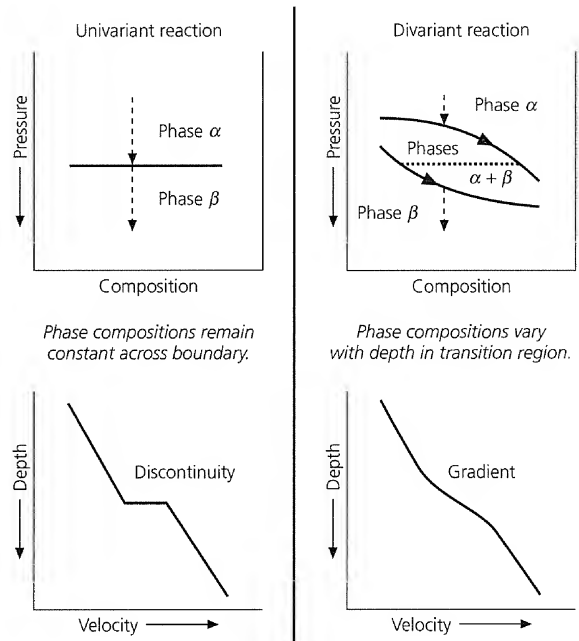 Univariant reaction
Pressure
Phase α
Phase β
Composition
Phase compositions remain
constant across boundary.
Depth
Discontinuity
Velocity
Divariant reaction
Pressure
Phase α
Phases
α + β
Phase β
Composition
Phase compositions vary
with depth in transition region.
Depth
Gradient
Velocity